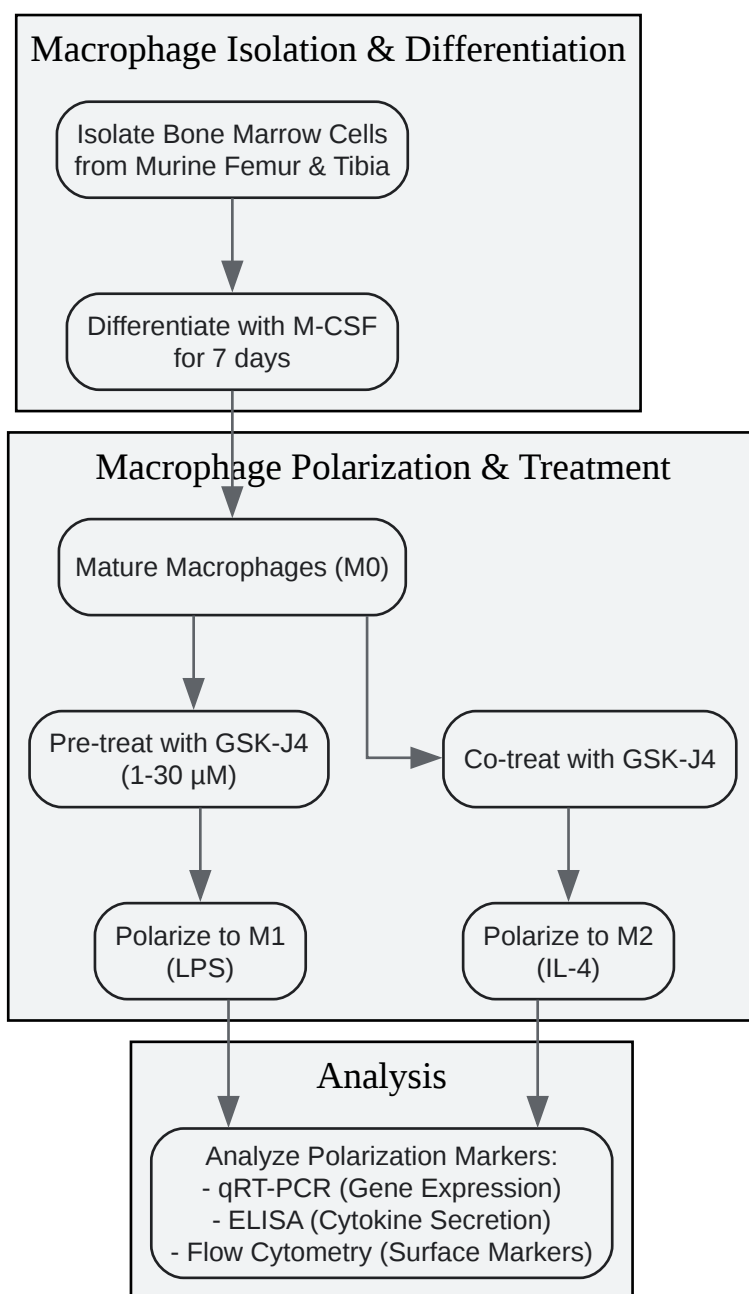 Macrophage Isolation & Differentiation
Isolate Bone Marrow Cells
from Murine Femur & Tibia
Differentiate with M-CSF
for 7 days
Macrophage Polarization & Treatment
Mature Macrophages (M0)
Pre-treat with GSK-J4
(1-30 µM)
Co-treat with GSK-J4
Polarize to M1
(LPS)
Polarize to M2
(IL-4)
Analysis
Analyze Polarization Markers:
- qRT-PCR (Gene Expression)
- ELISA (Cytokine Secretion)
- Flow Cytometry (Surface Markers)